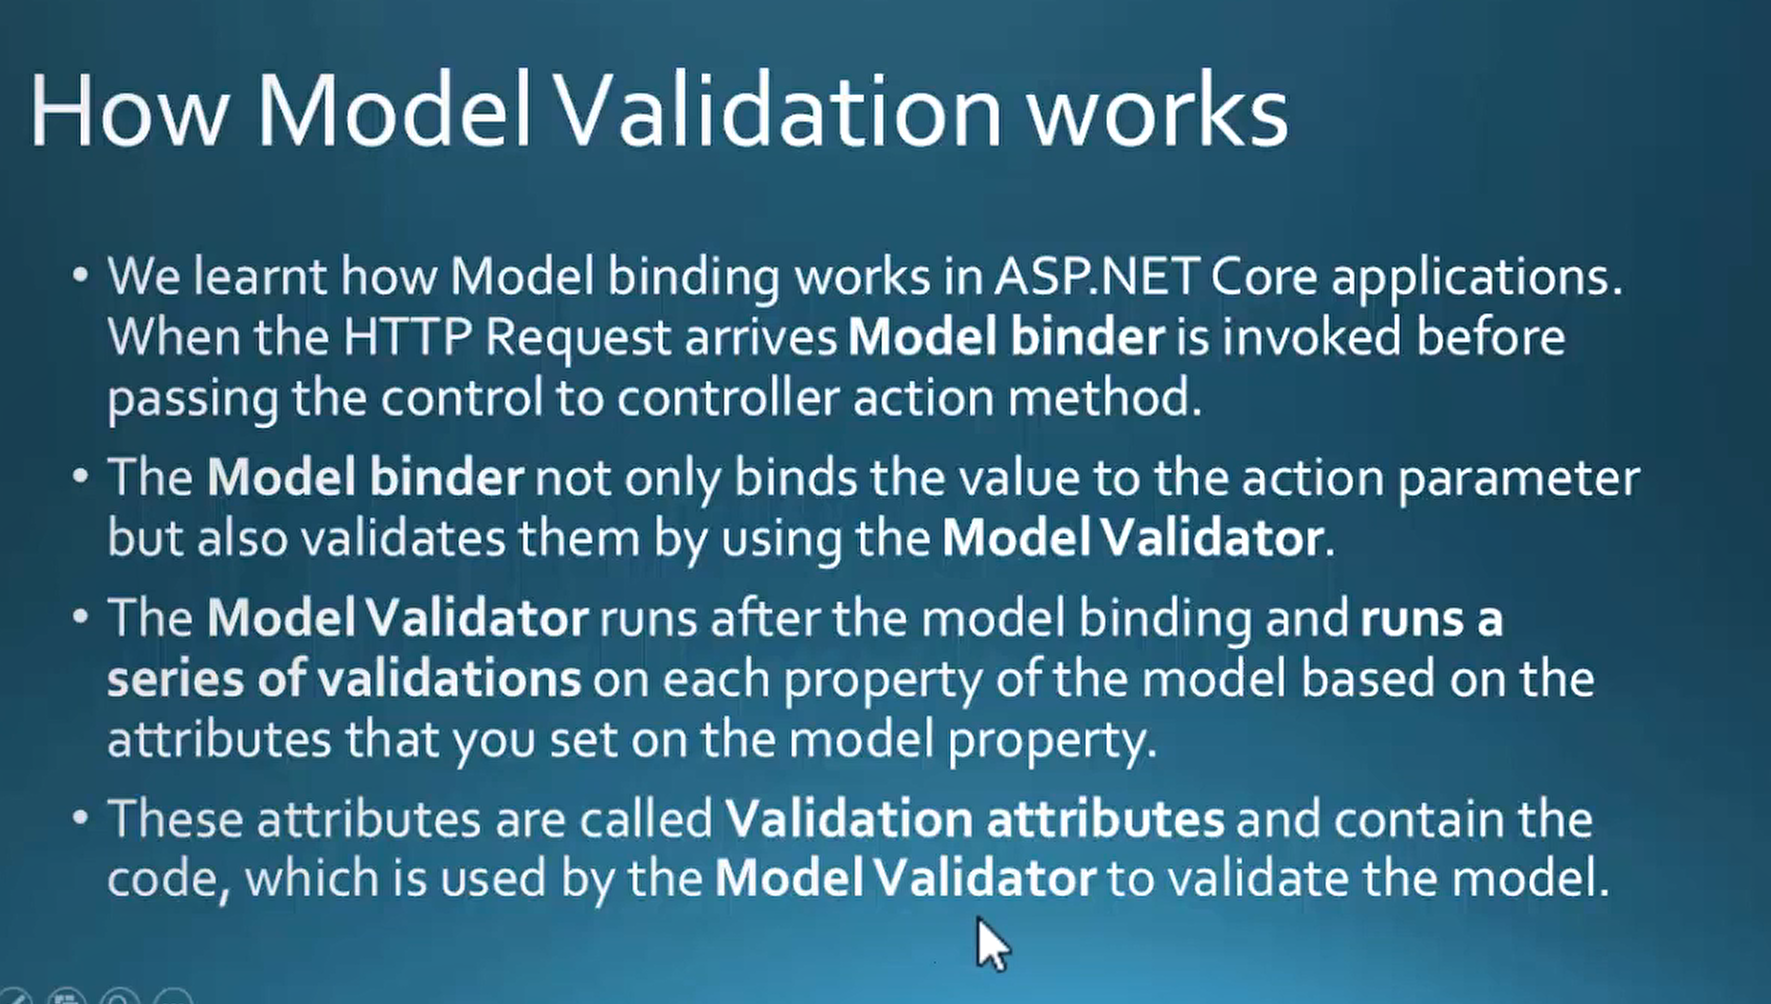 How Model Validation works
• We learnt how Model binding works in ASP.NET Core applications.
When the HTTP Request arrives Model binder is invoked before
passing the control to controller action method.
• The Model binder not only binds the value to the action parameter
but also validates them by using the Model Validator.
• The Model Validator runs after the model binding and runs a
series of validations on each property of the model based on the
attributes that you set on the model property.
• These attributes are called Validation attributes and contain the
code, which is used by the Model Validator to validate the model.